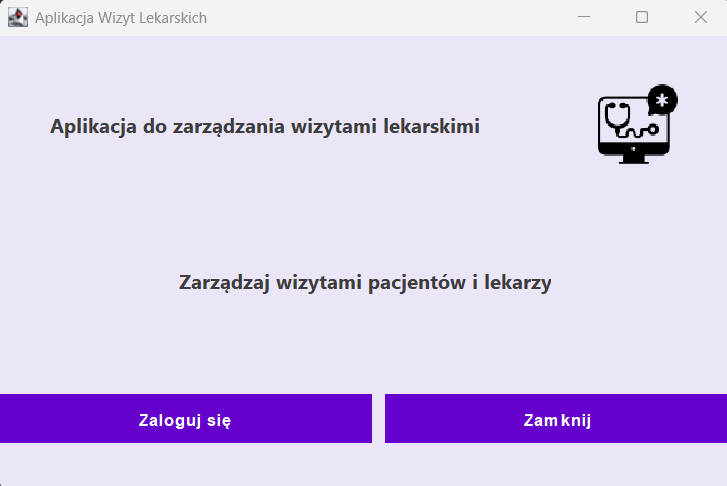 Aplikacja Wizyt Lekarskich
Aplikacja do zarządzania wizytami lekarskimi
Zarządzaj wizytami pacjentów i lekarzy
Zaloguj się
Zamknij